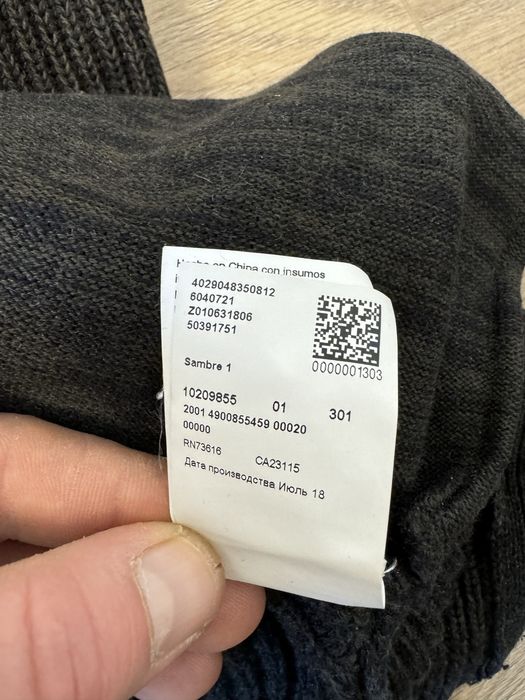 Hecho en China con insumos
4029048350812
6040721
Z010631806
50391751
0000001303
Sambre 1
10209855 01 301
2001 4900855459 00020
00000
RN73616 CA23115
Дата производства Июль 18